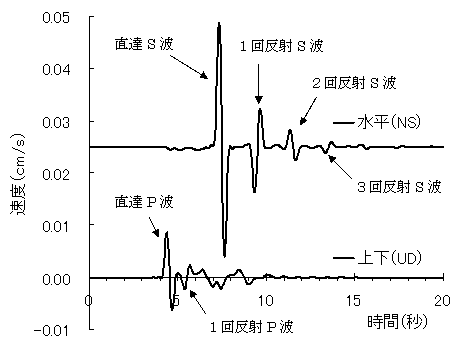 0.05
直達S波
1回反射S波
0.04
2回反射S波
0.03
水平(NS)
速度(cm/s)
0.02
3回反射S波
直達P波
0.01
上下(UD)
0.00
0
5
10
15
20
1回反射P波
時間(秒)
-0.01